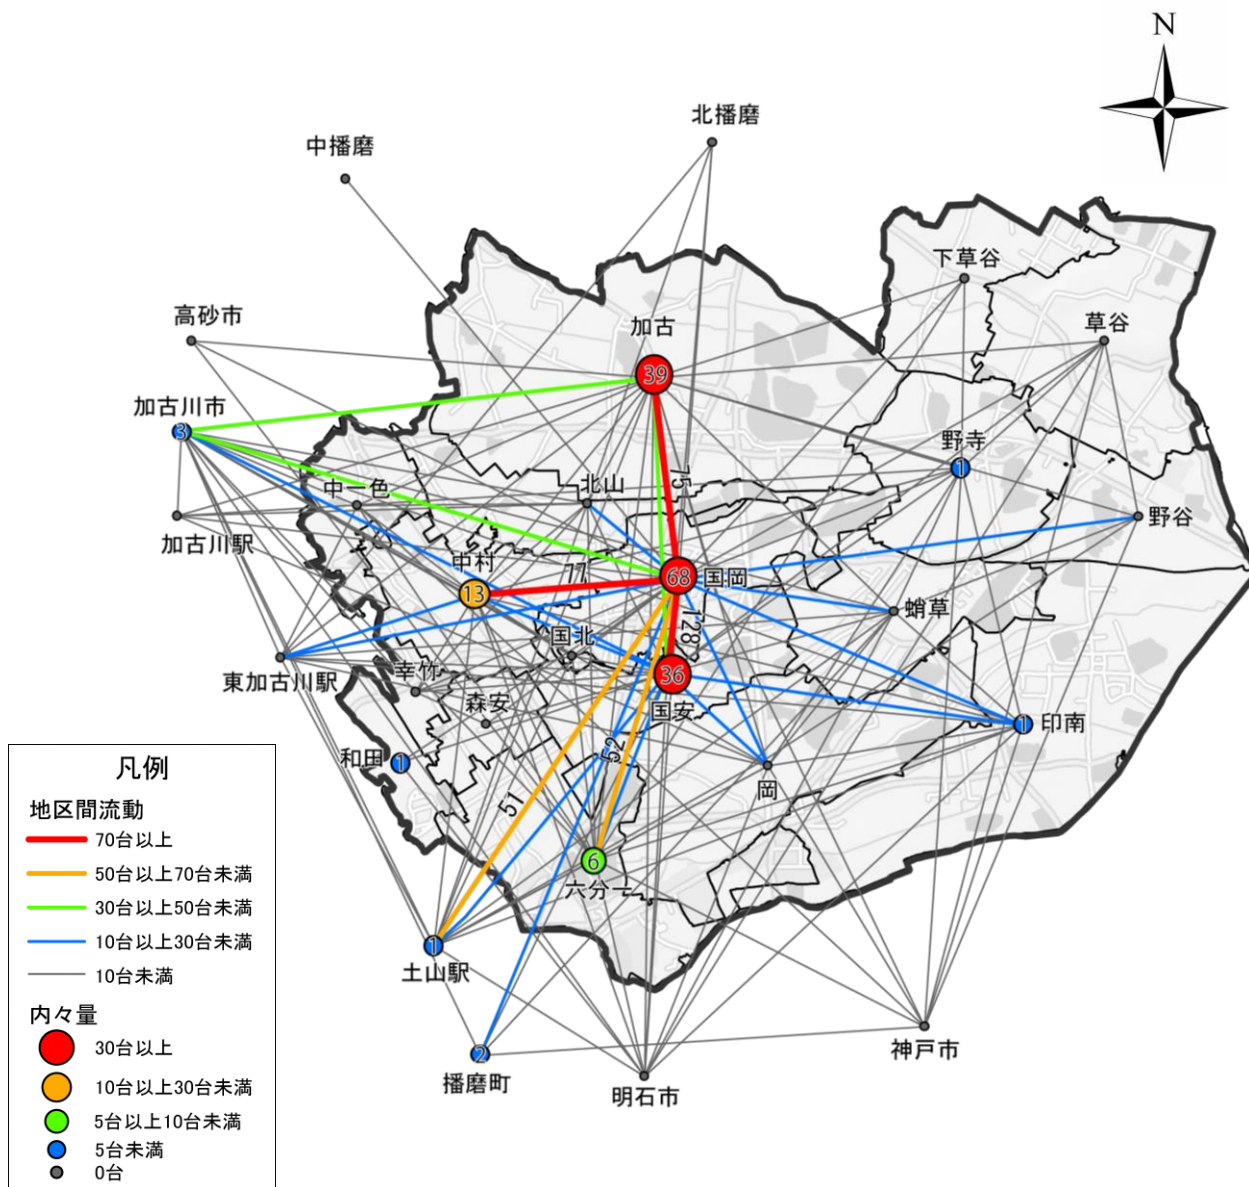 N
北播磨
中播磨
下草谷
高砂市
加古
草谷
39
加古川市
3
野寺
1
75
中一色
北山
野谷
加古川駅
中村
77
68
国岡
13
蛸草
128
国北
東加古川駅
幸竹
36
森安
国安
1
印南
52
和田
1
岡
51
6
六分一
1
土山駅
神戸市
2
播磨町
明石市
凡例
地区間流動
70台以上
50台以上70台未満
30台以上50台未満
10台以上30台未満
10台未満
内々量
30台以上
10台以上30台未満
5台以上10台未満
5台未満
0台